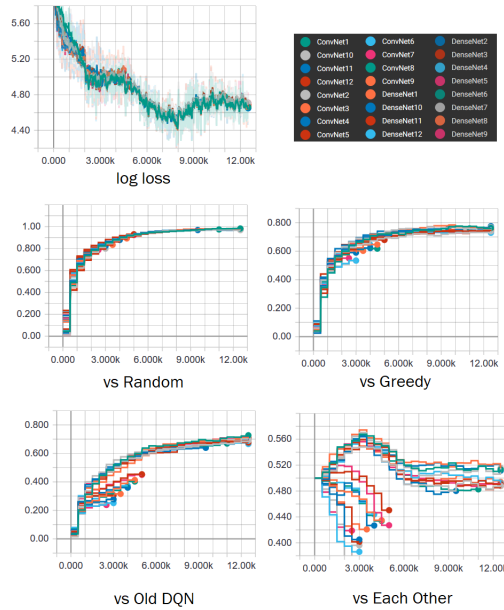 5.60
5.20
4.80
4.40
0.000 3.000k 6.000k 9.000k 12.00k
log loss
ConvNet1 ConvNet6 DenseNet2
ConvNet10 ConvNet7 DenseNet3
ConvNet11 ConvNet8 DenseNet4
ConvNet12 ConvNet9 DenseNet5
ConvNet2 DenseNet1 DenseNet6
ConvNet3 DenseNet10 DenseNet7
ConvNet4 DenseNet11 DenseNet8
ConvNet5 DenseNet12 DenseNet9
1.00
0.800
0.600
0.400
0.200
0.00
0.000 3.000k 6.000k 9.000k 12.00k
vs Random
0.800
0.600
0.400
0.200
0.00
0.000 3.000k 6.000k 9.000k 12.00k
vs Greedy
0.800
0.600
0.400
0.200
0.00
0.000 3.000k 6.000k 9.000k 12.00k
vs Old DQN
0.560
0.520
0.480
0.440
0.400
0.000 3.000k 6.000k 9.000k 12.00k
vs Each Other